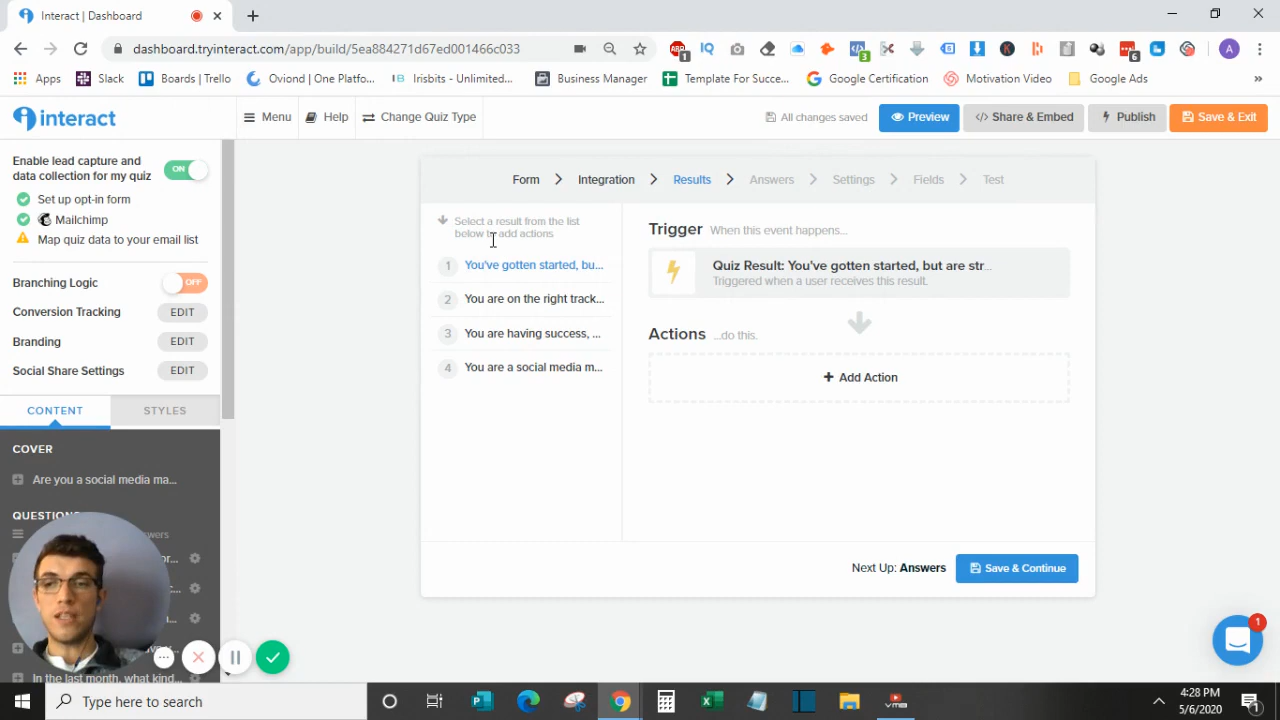 Interact | Dashboard
dashboard.tryinteract.com/app/build/5ea884271d67ed001466c033
Apps
Slack
Boards | Trello
Oviond | One Platfo...
Irisbits - Unlimited...
Business Manager
Template For Succe...
Google Certification
Motivation Video
Google Ads
»
interact
Menu
Help
Change Quiz Type
All changes saved
Preview
</> Share & Embed
Publish
Save & Exit
Enable lead capture and
data collection for my quiz
ON
Set up opt-in form
Mailchimp
Map quiz data to your email list
Branching Logic
OFF
Conversion Tracking
EDIT
Branding
EDIT
Social Share Settings
EDIT
CONTENT
STYLES
COVER
Are you a social media ma...
QUESTIONS
In the last month, what kind...
Form
Integration
Results
Answers
Settings
Fields
Test
Select a result from the list
below to add actions
1 You've gotten started, bu...
2 You are on the right track...
3 You are having success, ...
4 You are a social media m...
Trigger When this event happens...
Quiz Result: You've gotten started, but are str...
Triggered when a user receives this result.
Actions ...do this.
+ Add Action
Next Up: Answers
Save & Continue
1
Type here to search
4:28 PM
5/6/2020